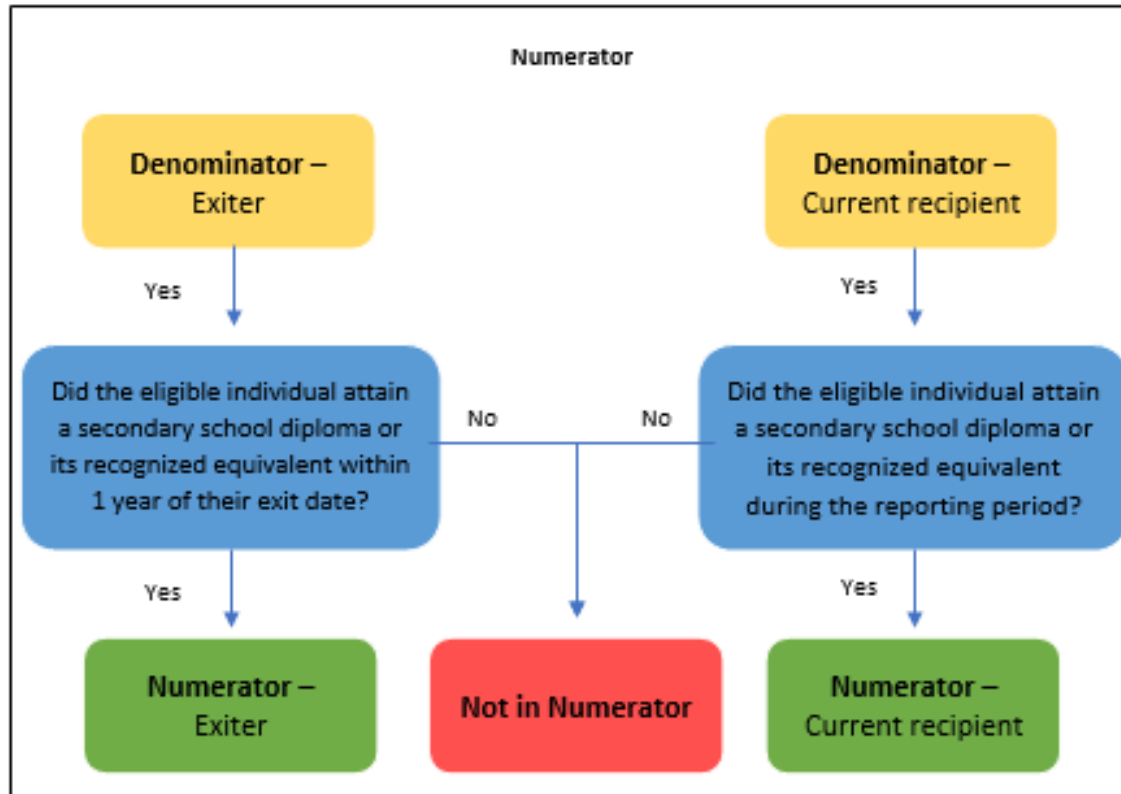 Numerator
Denominator –
Exiter
Denominator –
Current recipient
Yes
Yes
Did the eligible individual attain
a secondary school diploma or
its recognized equivalent within
1 year of their exit date?
No
No
Did the eligible individual attain
a secondary school diploma or
its recognized equivalent
during the reporting period?
Yes
Yes
Numerator –
Exiter
Not in Numerator
Numerator –
Current recipient